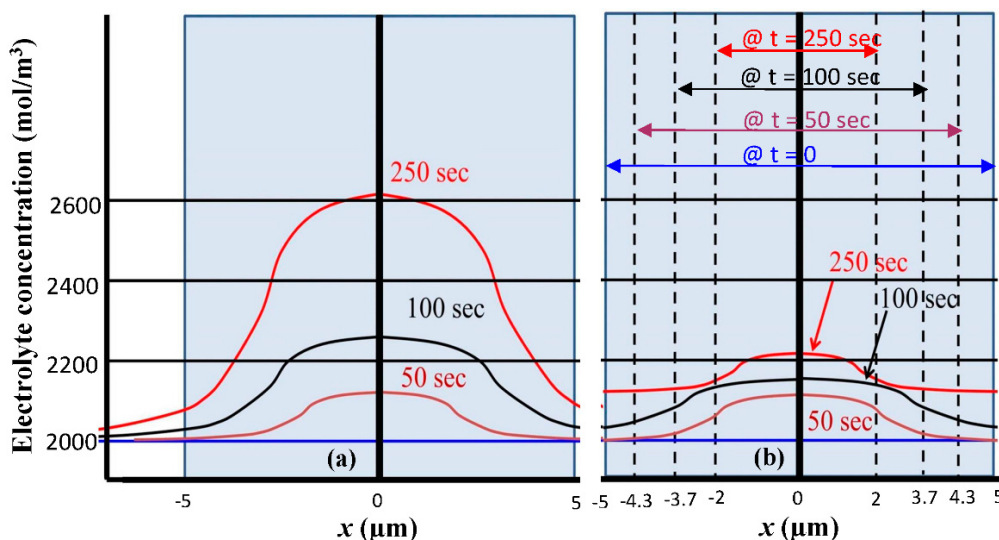 Electrolyte concentration (mol/m³)
2600
2400
2200
2000
250 sec
100 sec
50 sec
(a)
-5
0
5
x (μm)
@ t = 250 sec
@ t = 100 sec
@ t = 50 sec
@ t = 0
250 sec
100 sec
50 sec
(b)
-5
-4.3
-3.7
-2
0
2
3.7
4.3
5
x (μm)